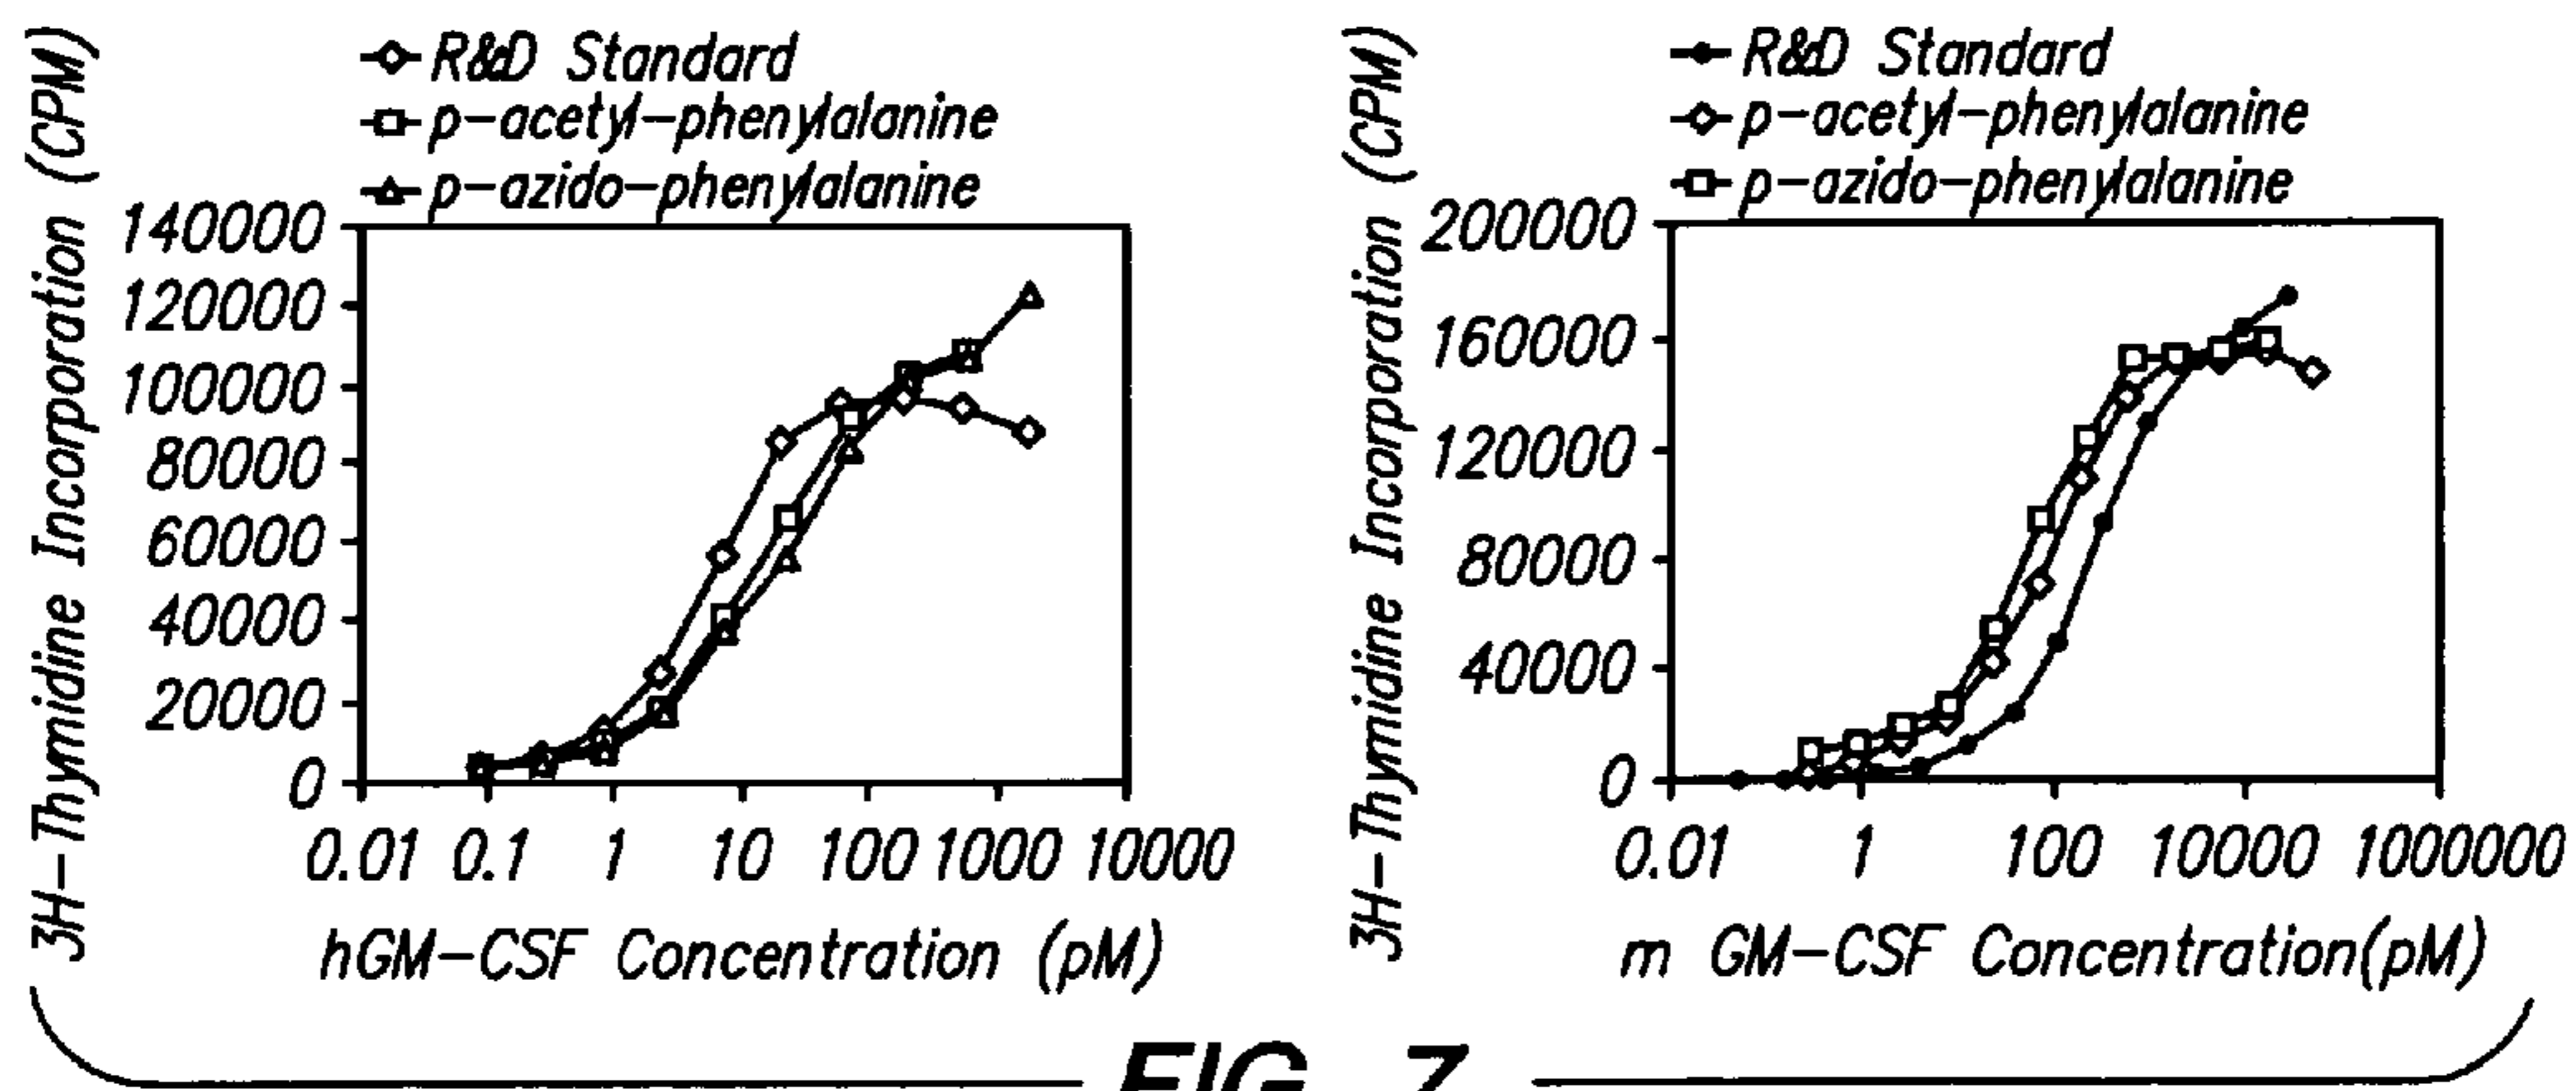 R&D Standard
p-acetyl-phenylalanine
p-azido-phenylalanine
3H-Thymidine Incorporation (CPM)
140000
120000
100000
80000
60000
40000
20000
0
0.01 0.1 1 10 100 1000 10000
hGM-CSF Concentration (pM)
R&D Standard
p-acetyl-phenylalanine
p-azido-phenylalanine
3H-Thymidine Incorporation (CPM)
200000
160000
120000
80000
40000
0
0.01 1 100 10000 1000000
m GM-CSF Concentration(pM)
FIG. 7